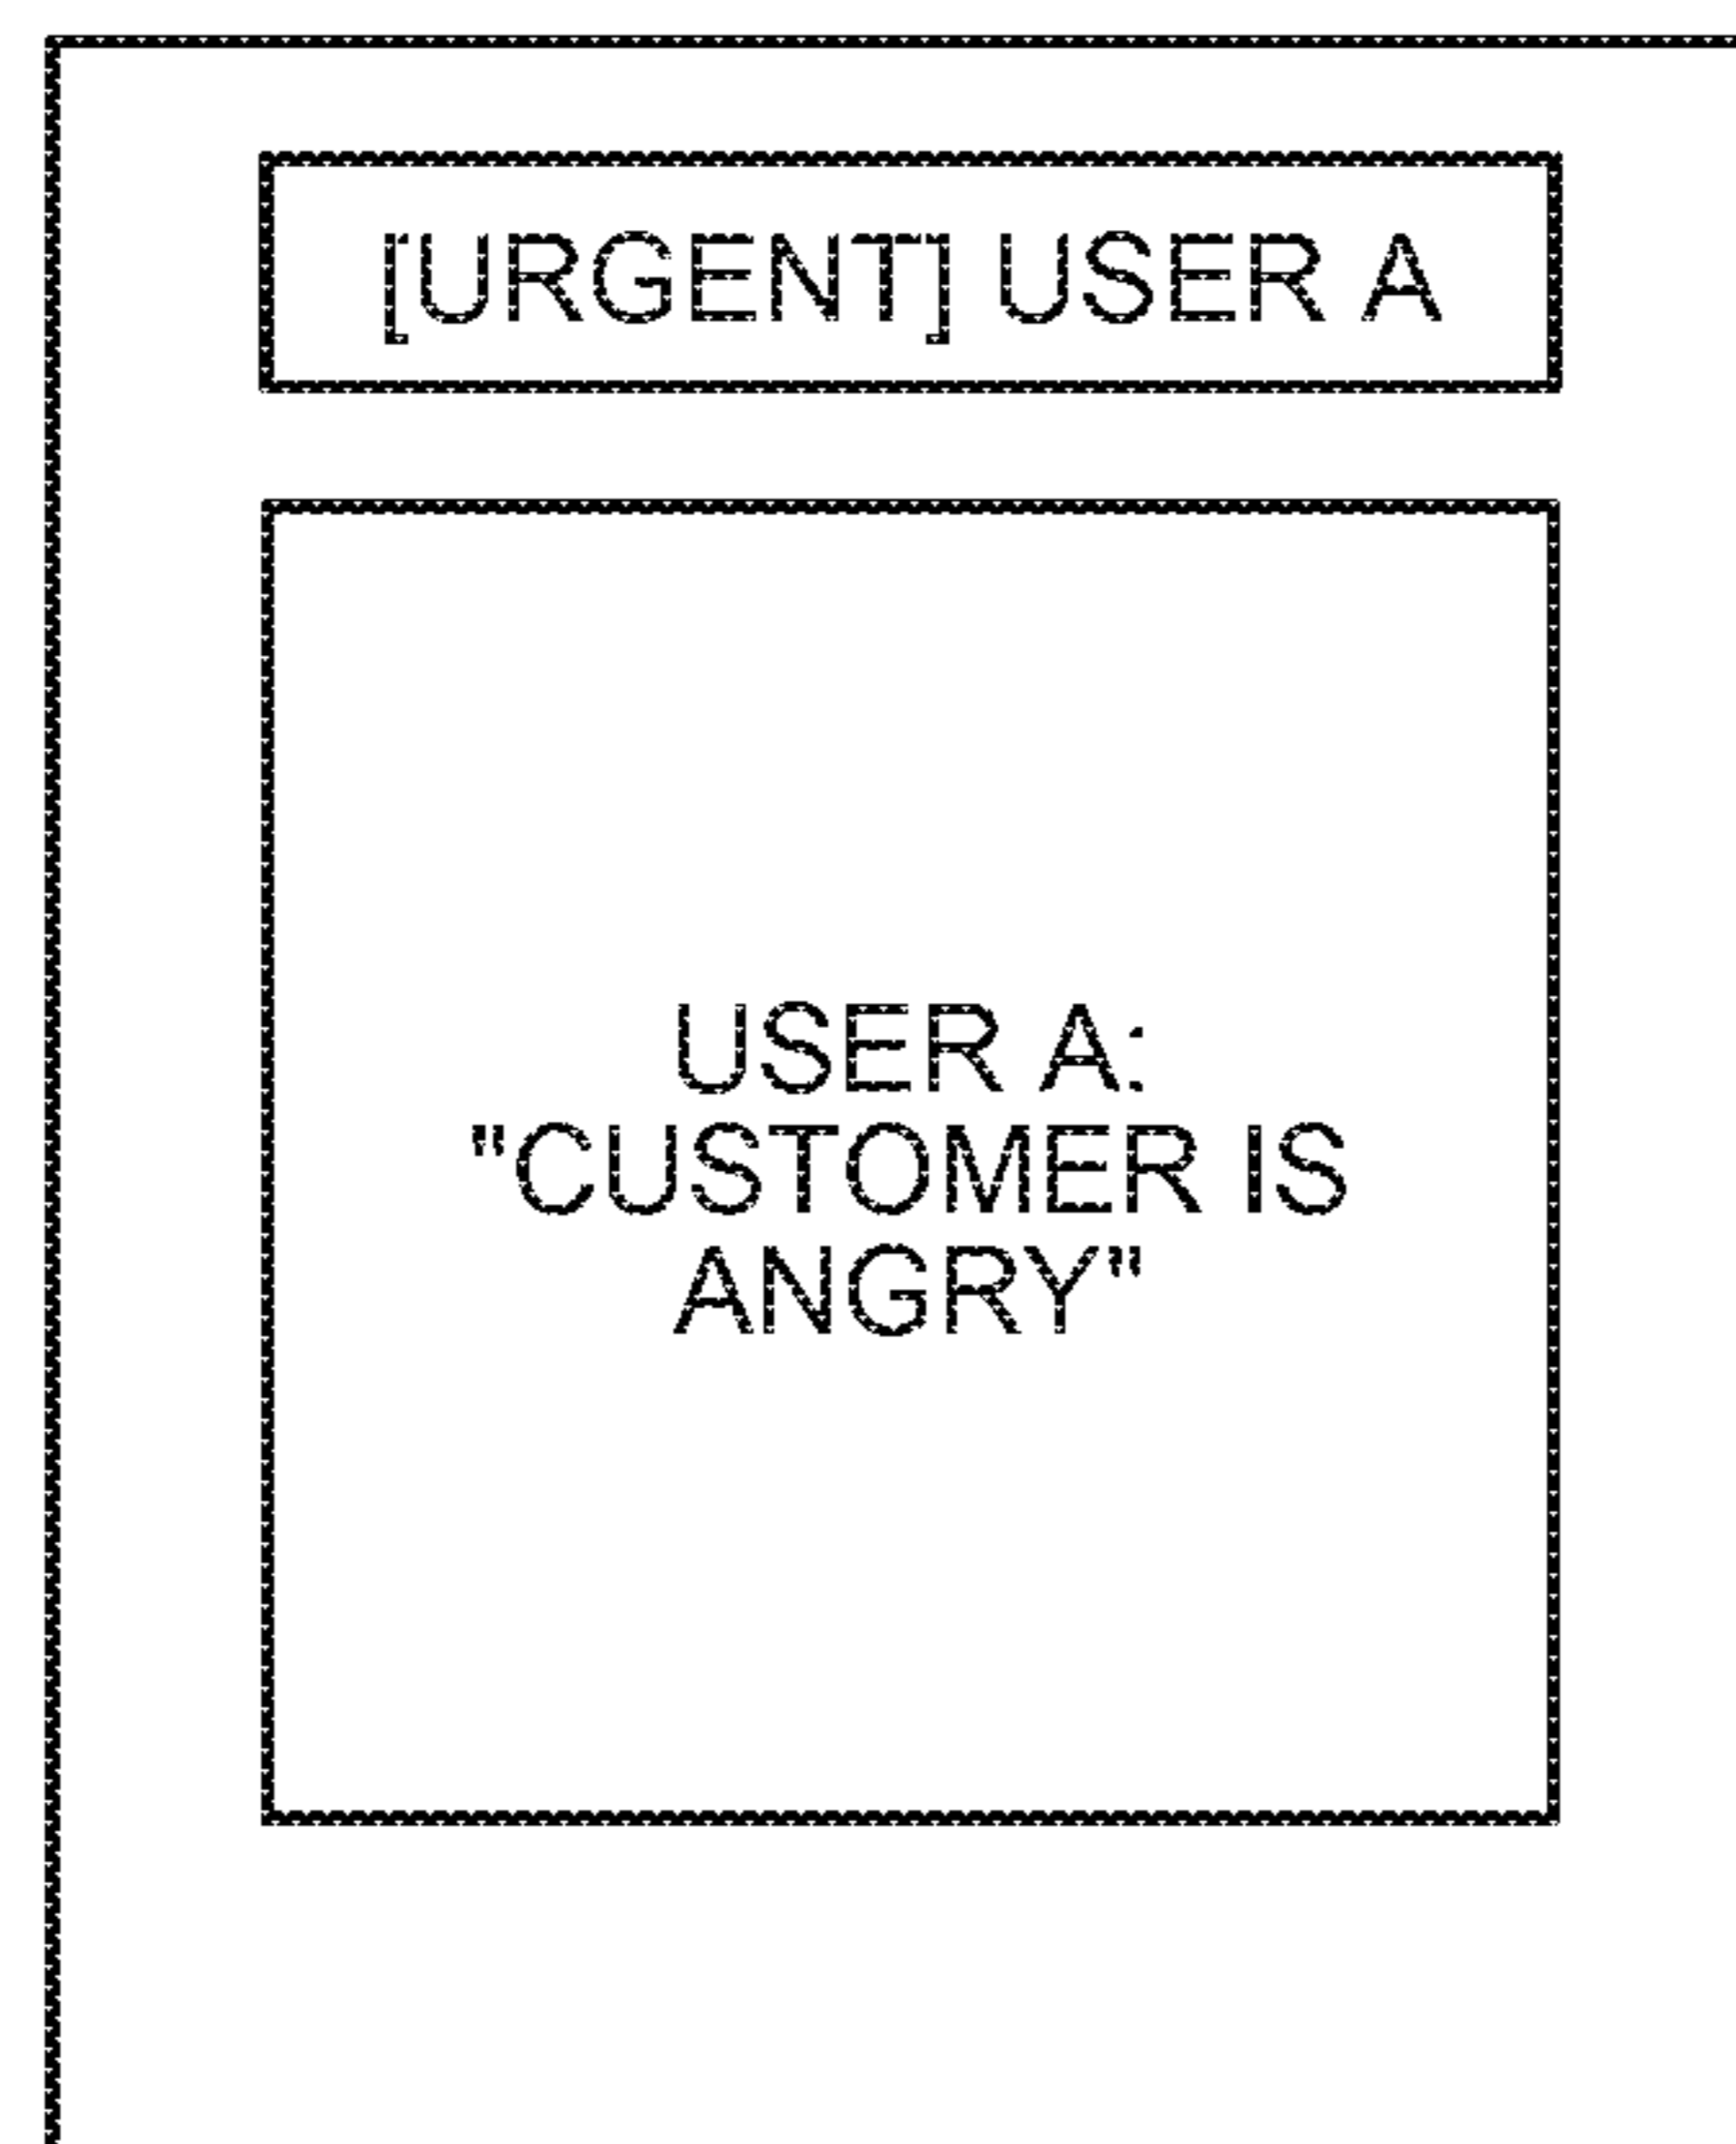 [URGENT] USER A
USER A:
"CUSTOMER IS
ANGRY"